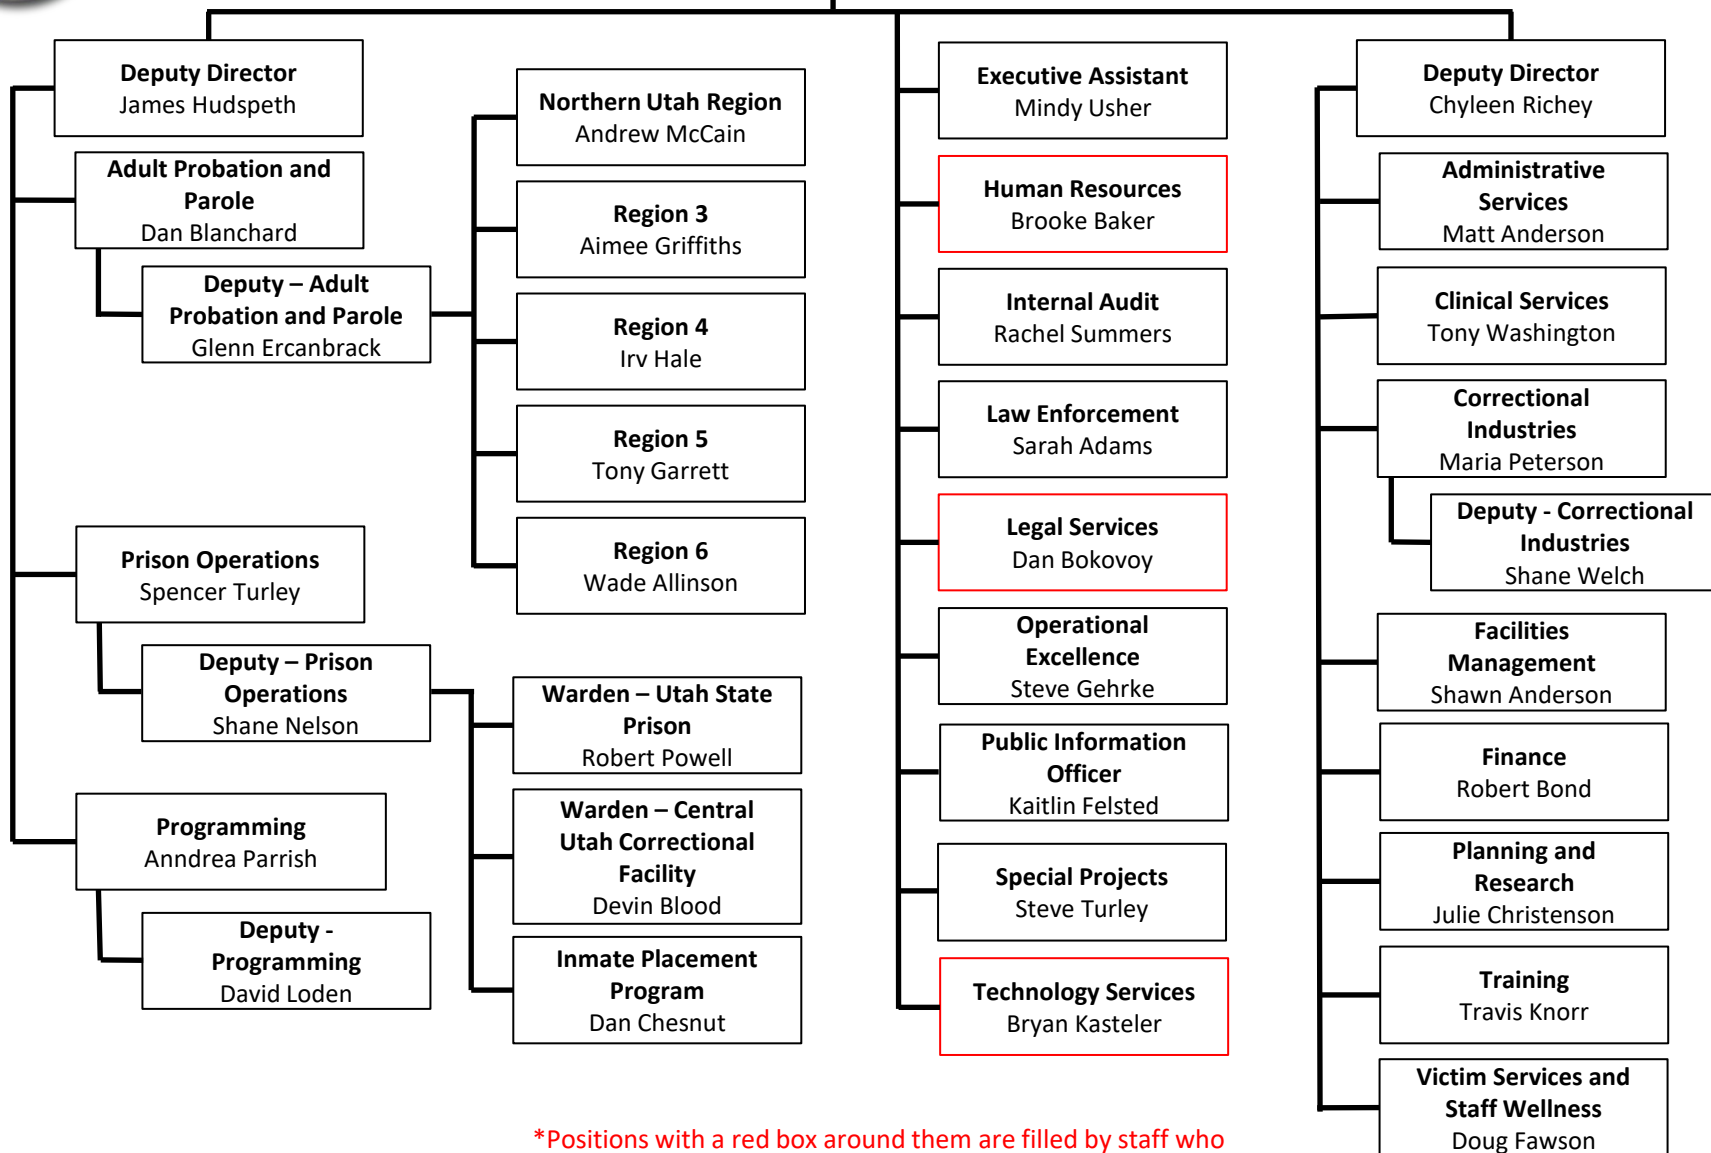 Deputy Director
James Hudspeth
Adult Probation and
Parole
Dan Blanchard
Deputy – Adult
Probation and Parole
Glenn Ercanbrack
Northern Utah Region
Andrew McCain
Region 3
Aimee Griffiths
Region 4
Irv Hale
Region 5
Tony Garrett
Region 6
Wade Allinson
Prison Operations
Spencer Turley
Deputy – Prison
Operations
Shane Nelson
Warden – Utah State
Prison
Robert Powell
Warden – Central
Utah Correctional
Facility
Devin Blood
Inmate Placement
Program
Dan Chesnut
Programming
Anndrea Parrish
Deputy -
Programming
David Loden
Executive Assistant
Mindy Usher
Human Resources
Brooke Baker
Internal Audit
Rachel Summers
Law Enforcement
Sarah Adams
Legal Services
Dan Bokovoy
Operational
Excellence
Steve Gehrke
Public Information
Officer
Kaitlin Felsted
Special Projects
Steve Turley
Technology Services
Bryan Kasteler
Deputy Director
Chyleen Richey
Administrative
Services
Matt Anderson
Clinical Services
Tony Washington
Correctional
Industries
Maria Peterson
Deputy - Correctional
Industries
Shane Welch
Facilities
Management
Shawn Anderson
Finance
Robert Bond
Planning and
Research
Julie Christenson
Training
Travis Knorr
Victim Services and
Staff Wellness
Doug Fawson
*Positions with a red box around them are filled by staff who